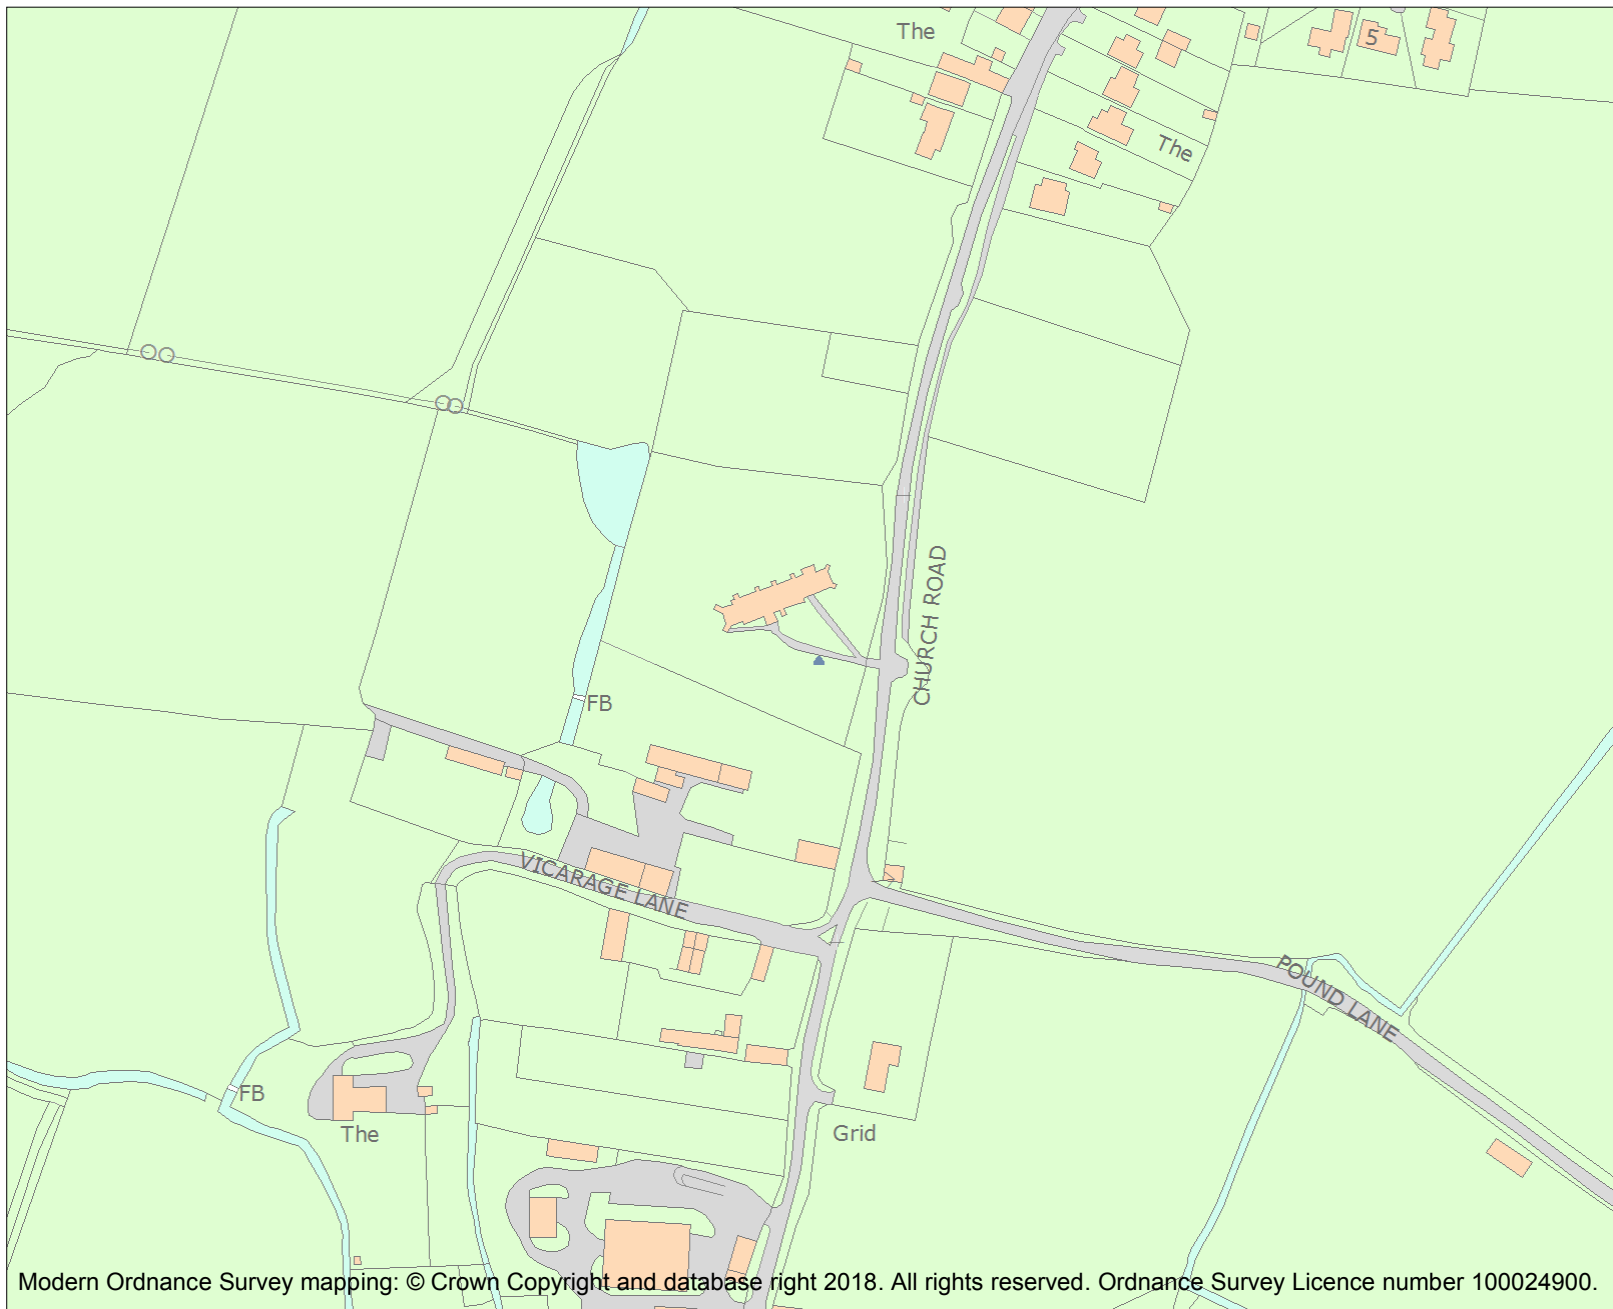 The
5
The
CHURCH ROAD
FB
VICARAGE LANE
POUND LANE
FB
The
Grid
Modern Ordnance Survey mapping: © Crown Copyright and database right 2018. All rights reserved. Ordnance Survey Licence number 100024900.